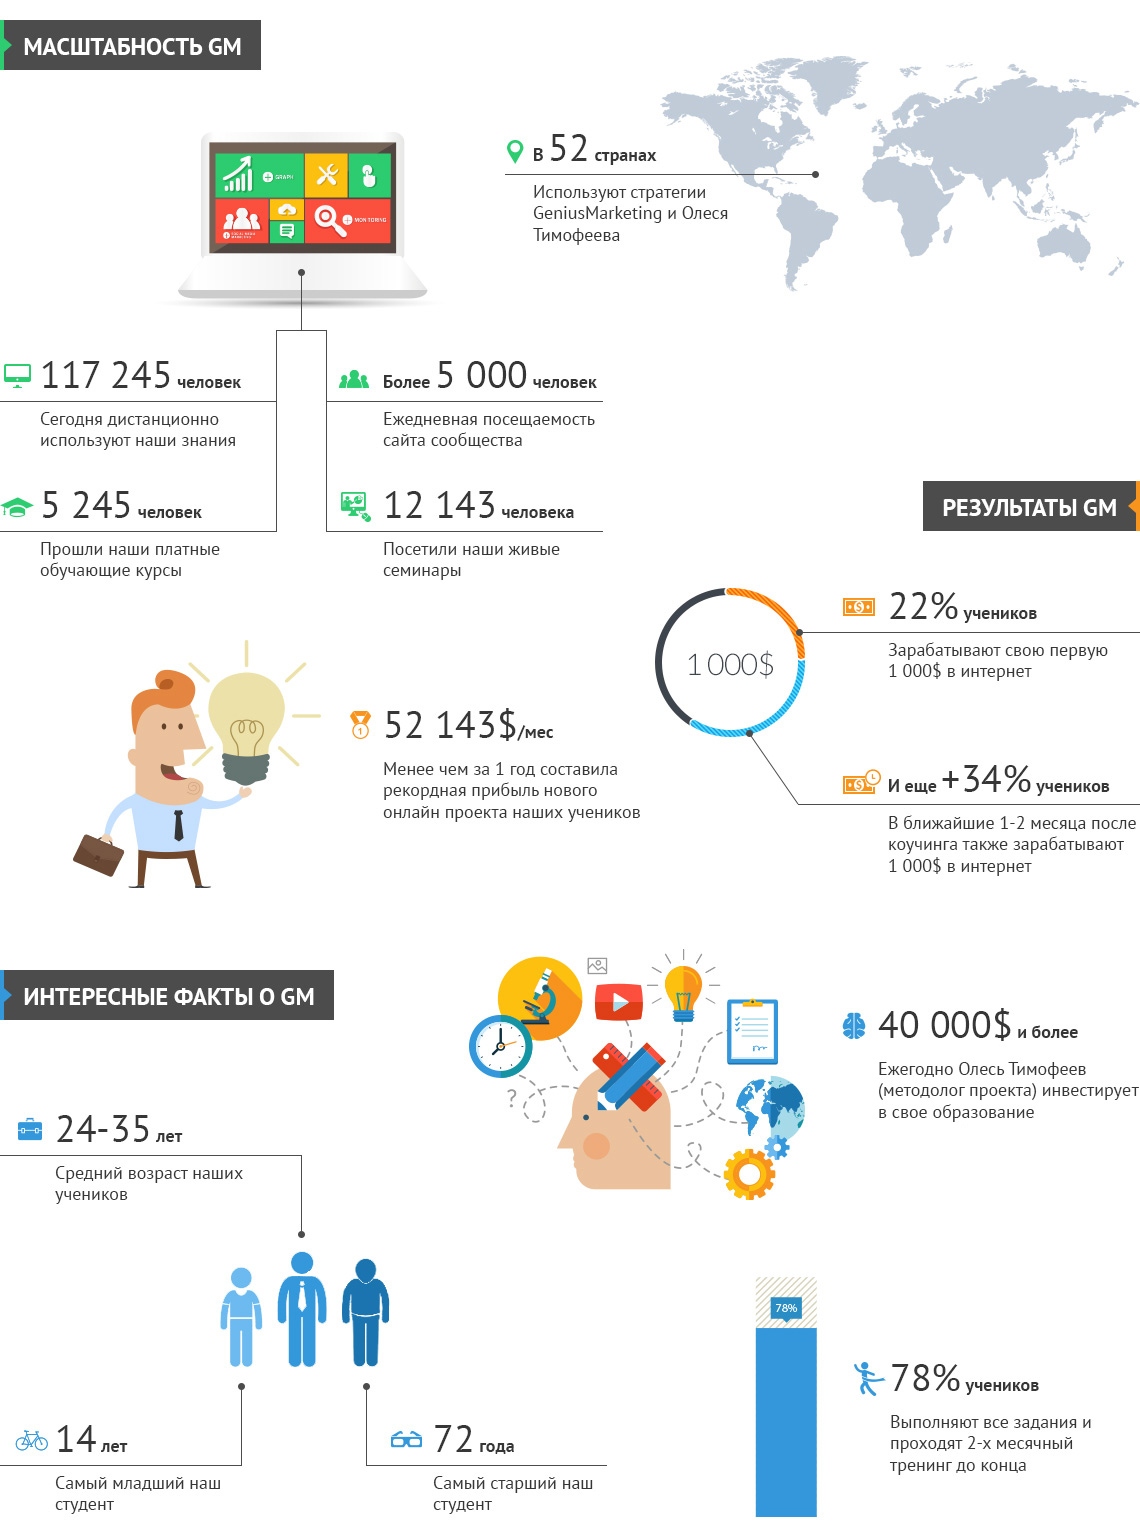 МАСШТАБНОСТЬ GM
GRAPH
MONITORING
В 52 странах
Используют стратегии
GeniusMarketing и Олеся
Тимофеева
117 245 человек
Сегодня дистанционно
используют наши знания
Более 5 000 человек
Ежедневная посещаемость
сайта сообщества
5 245 человек
Прошли наши платные
обучающие курсы
12 143 человека
Посетили наши живые
семинары
РЕЗУЛЬТАТЫ GM
1 000$
22% учеников
Зарабатывают свою первую
1 000$ в интернет
1
52 143$/мес
Менее чем за 1 год составила
рекордная прибыль нового
онлайн проекта наших учеников
И еще +34% учеников
В ближайшие 1-2 месяца после
коучинга также зарабатывают
1 000$ в интернет
ИНТЕРЕСНЫЕ ФАКТЫ О GM
?
40 000$ и более
Ежегодно Олесь Тимофеев
(методолог проекта) инвестирует
в свое образование
24-35 лет
Средний возраст наших
учеников
14 лет
Самый младший наш
студент
72 года
Самый старший наш
студент
78%
78% учеников
Выполняют все задания и
проходят 2-х месячный
тренинг до конца